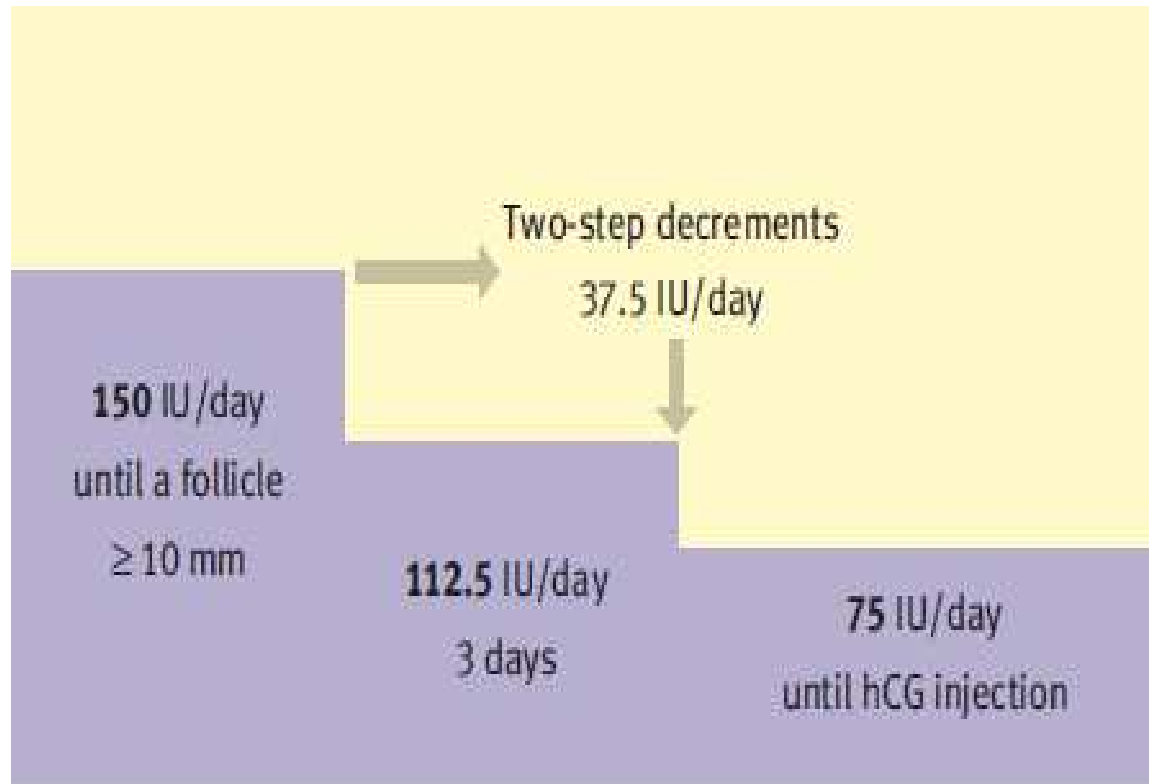 Two-step decrements
37.5 IU/day
150 IU/day
until a follicle
≥ 10 mm
112.5 IU/day
3 days
75 IU/day
until hCG injection